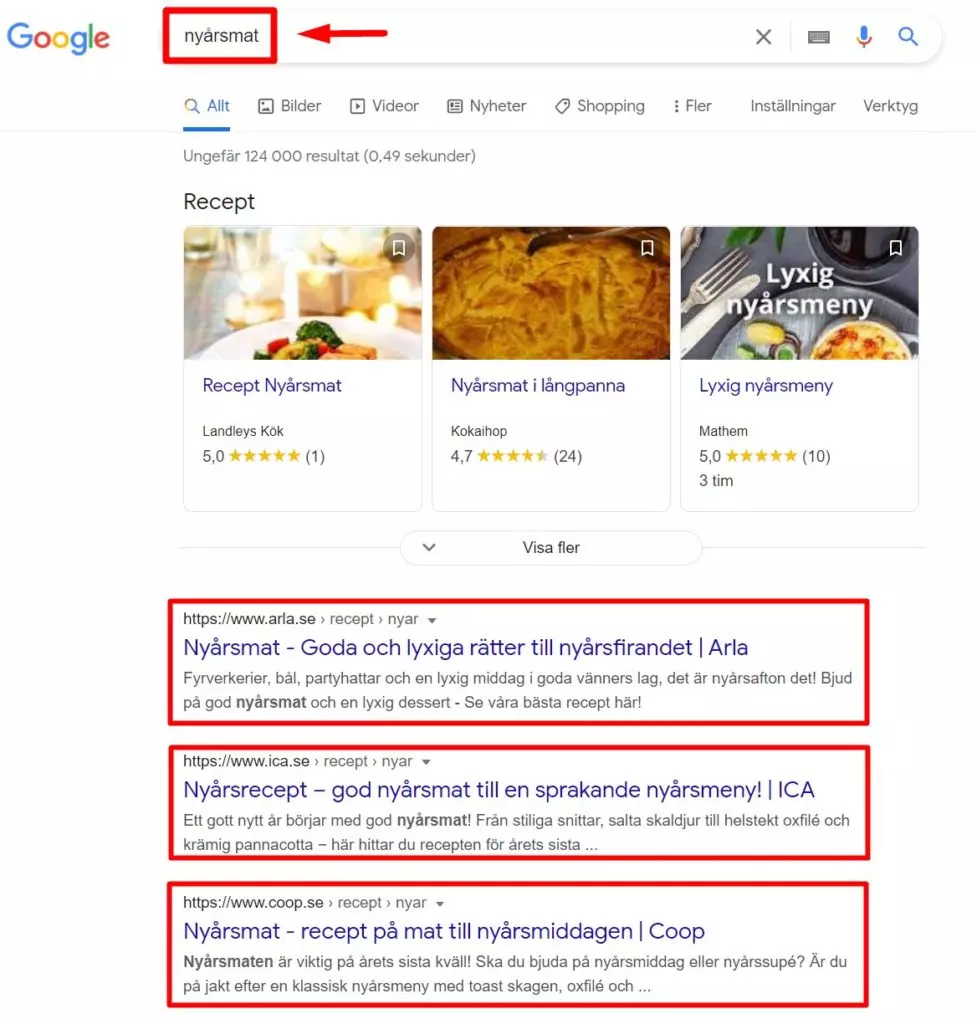 Google
nyårsmat
Allt
Bilder
Videor
Nyheter
Shopping
Fler
Inställningar
Verktyg
Ungefär 124 000 resultat (0,49 sekunder)
Recept
Lyxig
nyårsmeny
Recept Nyårsmat
Landleys Kök
5,0 ★★★★★ (1)
Nyårsmat i långpanna
Kokaihop
4,7 ★★★★★ (24)
Lyxig nyårsmeny
Mathem
5,0 ★★★★★ (10)
3 tim
Visa fler
https://www.arla.se › recept › nyar
Nyårsmat - Goda och lyxiga rätter till nyårsfirandet | Arla
Fyrverkerier, bål, partyhattar och en lyxig middag i goda vänners lag, det är nyårsafton det! Bjud
på god nyårsmat och en lyxig dessert - Se våra bästa recept här!
https://www.ica.se › recept › nyar
Nyårsrecept – god nyårsmat till en sprakande nyårsmeny! | ICA
Ett gott nytt år börjar med god nyårsmat! Från stiliga snittar, salta skaldjur till helstekt oxfilé och
krämig pannacotta – här hittar du recepten för årets sista ...
https://www.coop.se › recept › nyar
Nyårsmat - recept på mat till nyårsmiddagen | Coop
Nyårsmaten är viktig på årets sista kväll! Ska du bjuda på nyårsmiddag eller nyårssupé? Är du
på jakt efter en klassisk nyårsmeny med toast skagen, oxfilé och ...